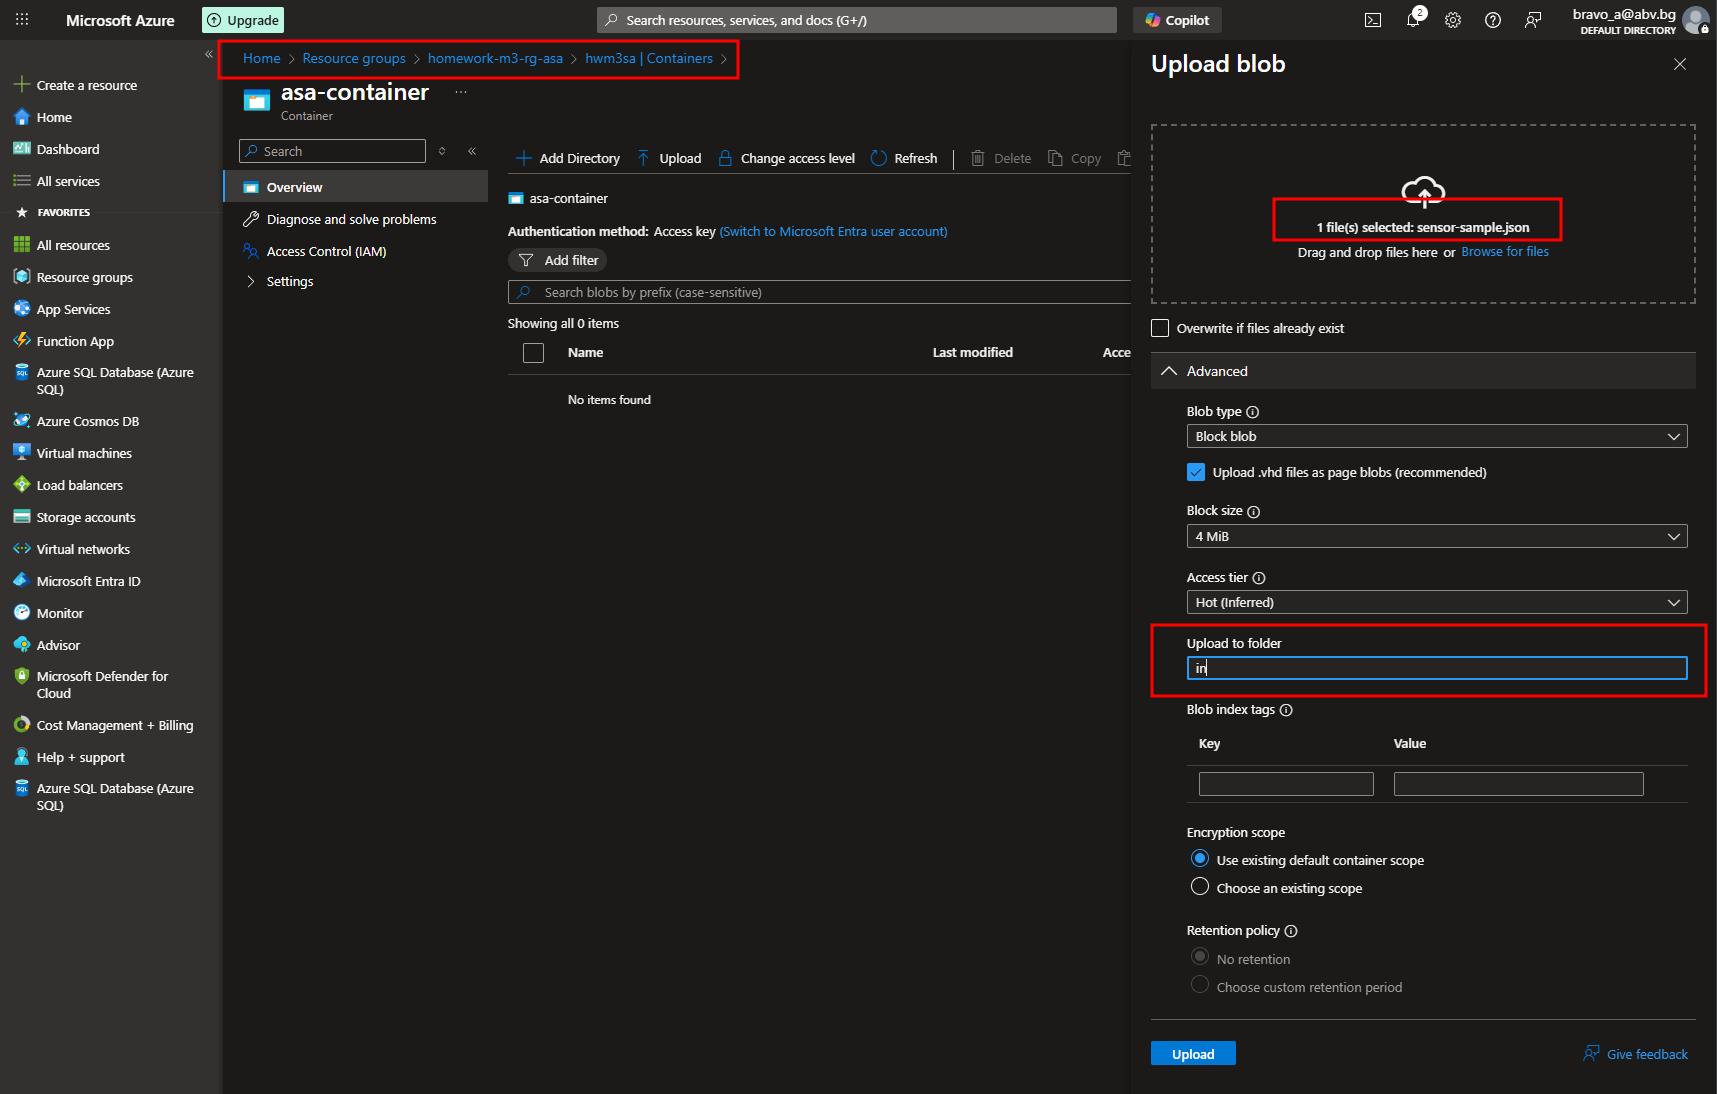 Microsoft Azure
Upgrade
Search resources, services, and docs (G+/)
Copilot
2
bravo_a@abv.bg
DEFAULT DIRECTORY
«
Create a resource
Home
Dashboard
All services
FAVORITES
All resources
Resource groups
App Services
Function App
Azure SQL Database (Azure
SQL)
Azure Cosmos DB
Virtual machines
Load balancers
Storage accounts
Virtual networks
Microsoft Entra ID
Monitor
Advisor
Microsoft Defender for
Cloud
Cost Management + Billing
Help + support
Azure SQL Database (Azure
SQL)
Home > Resource groups > homework-m3-rg-asa > hwm3sa | Containers >
asa-container
...
Container
Search
«
Overview
Diagnose and solve problems
Access Control (IAM)
Settings
Add Directory
Upload
Change access level
Refresh
Delete
Copy
asa-container
Authentication method: Access key (Switch to Microsoft Entra user account)
Add filter
Search blobs by prefix (case-sensitive)
Showing all 0 items
Name
Last modified
Acce
No items found
Upload blob
1 file(s) selected: sensor-sample.json
Drag and drop files here or Browse for files
Overwrite if files already exist
Advanced
Blob type
Block blob
Upload .vhd files as page blobs (recommended)
Block size
4 MiB
Access tier
Hot (Inferred)
Upload to folder
in
Blob index tags
Key
Value
Encryption scope
Use existing default container scope
Choose an existing scope
Retention policy
No retention
Choose custom retention period
Upload
Give feedback